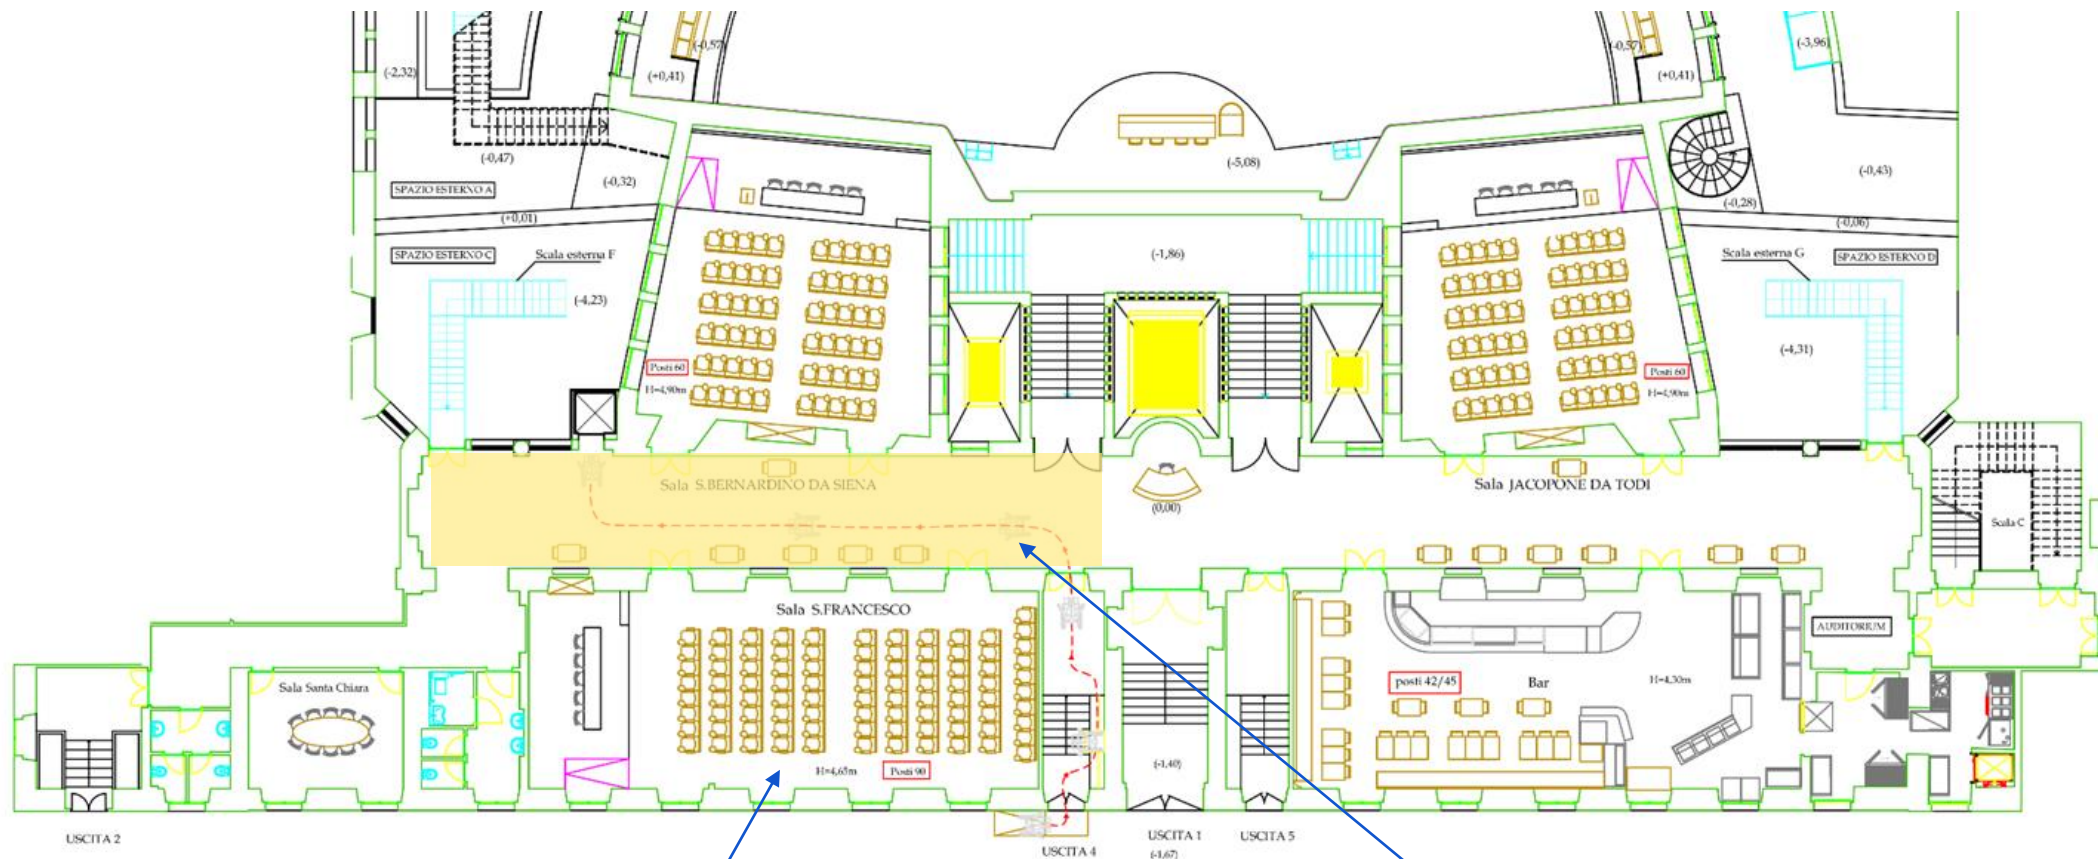 (-2,32)
(+0,41)
(-0,57)
(-0,57)
(+0,41)
(-3,96)
(-0,47)
(-0,32)
(-5,08)
(-0,43)
SPAZIO ESTERNO A
(+0,01)
(-0,28)
(-0,06)
SPAZIO ESTERNO C
Scala esterna F
(-1,86)
Scala esterna G
SPAZIO ESTERNO D
(-4,23)
(-4,31)
Posti 60
H=4,90m
Posti 60
H=4,90m
Sala S.BERNARDINO DA SIENA
Sala JACOPONE DA TODI
(0,00)
Scala C
Sala S.FRANCESCO
AUDITORIUM
Sala Santa Chiara
posti 42/45
Bar
H=4,30m
H=4,65m
Posti 90
(-1,40)
USCITA 2
USCITA 4
USCITA 1
(-1,67)
USCITA 5